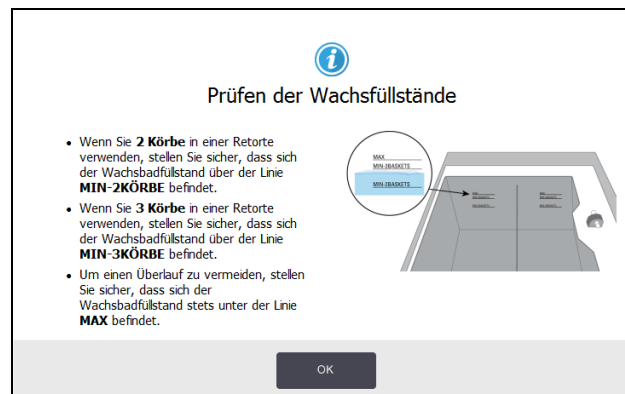 Prüfen der Wachsfüllstände
• Wenn Sie 2 Körbe in einer Retorte
verwenden, stellen Sie sicher, dass sich
der Wachsbadfüllstand über der Linie
MIN-2KÖRBE befindet.
• Wenn Sie 3 Körbe in einer Retorte
verwenden, stellen Sie sicher, dass sich
der Wachsbadfüllstand über der Linie
MIN-3KÖRBE befindet.
• Um einen Überlauf zu vermeiden, stellen
Sie sicher, dass sich der
Wachsbadfüllstand stets unter der Linie
MAX befindet.
MAX
MIN-3BASKETS
MIN-2BASKETS
OK